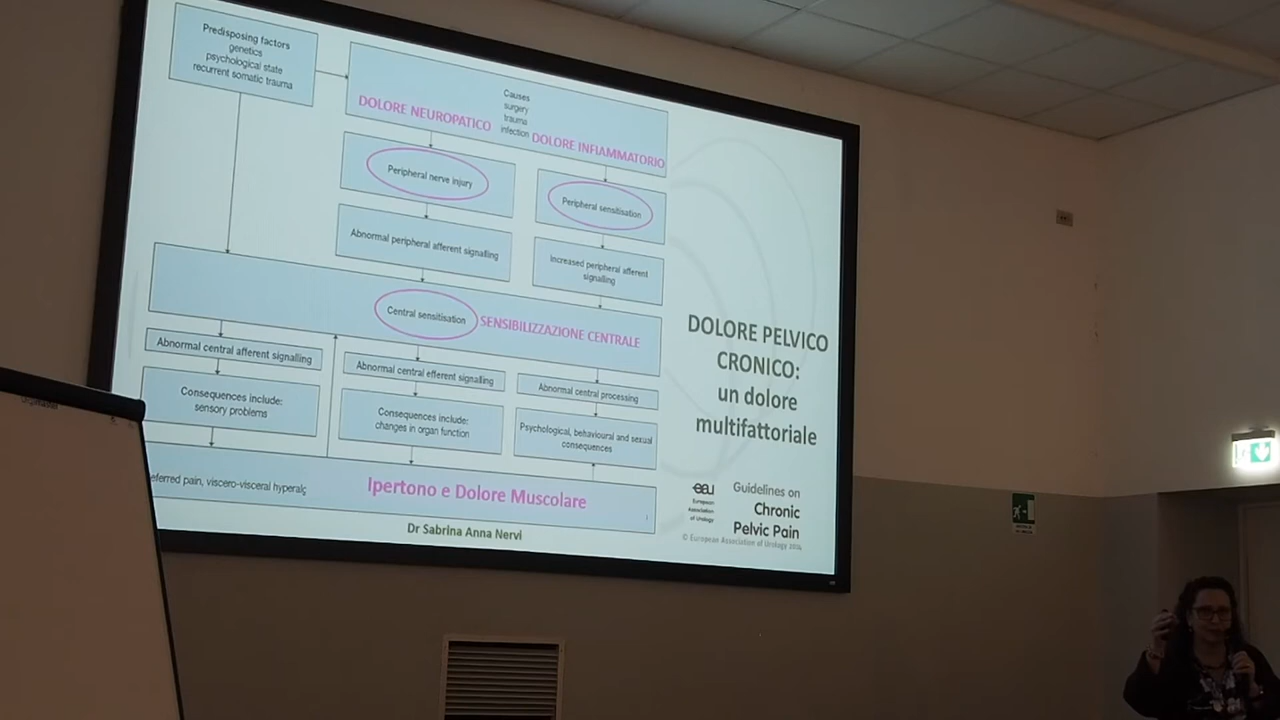 Predisposing factors
genetics
psychological state
recurrent somatic trauma
Causes
surgery
trauma
infection
DOLORE NEUROPATICO
DOLORE INFIAMMATORIO
Peripheral nerve injury
Peripheral sensitisation
Abnormal peripheral afferent signalling
Increased peripheral afferent
signalling
Central sensitisation
SENSIBILIZZAZIONE CENTRALE
Abnormal central afferent signalling
Abnormal central efferent signalling
Abnormal central processing
Consequences include:
sensory problems
Consequences include:
changes in organ function
Psychological, behavioural and sexual
consequences
eferred pain, viscero-visceral hyperalg
Ipertono e Dolore Muscolare
Dr Sabrina Anna Nervi
DOLORE PELVICO
CRONICO:
un dolore
multifattoriale
eau
European
Association
of Urology
Guidelines on
Chronic
Pelvic Pain
© European Association of Urology 2014